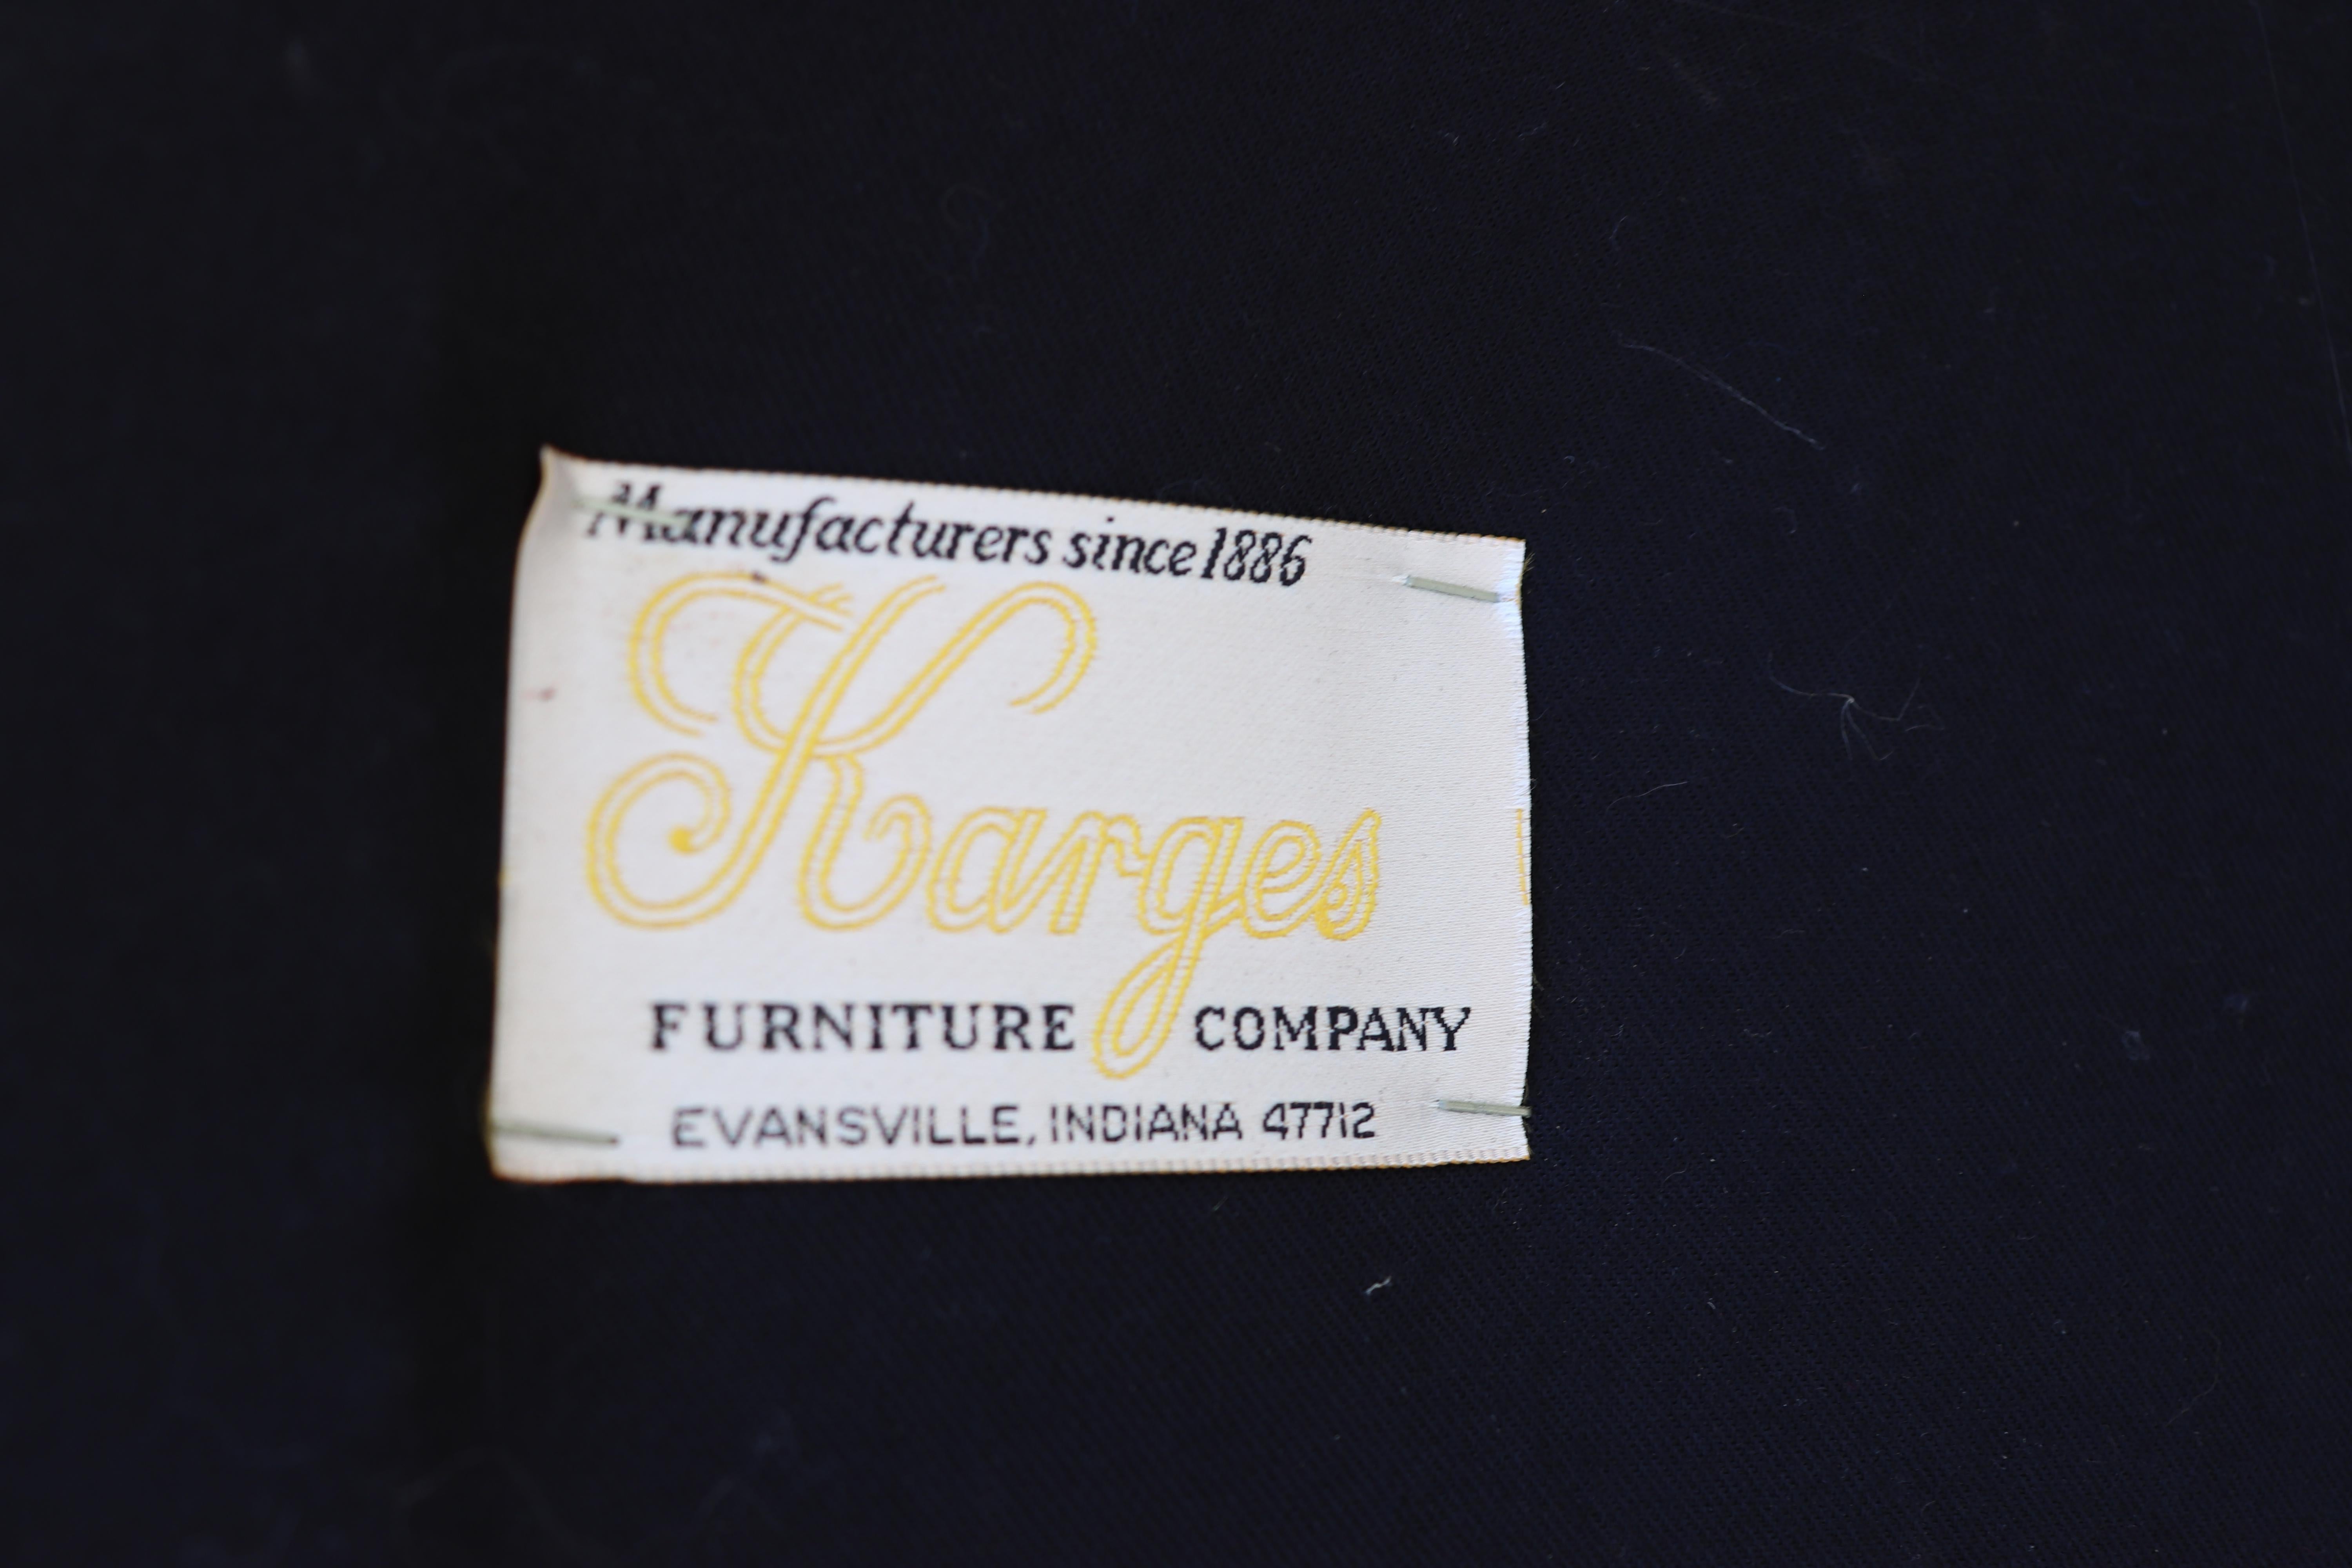 Manufacturers since 1886
Karges
FURNITURE COMPANY
EVANSVILLE, INDIANA 47712